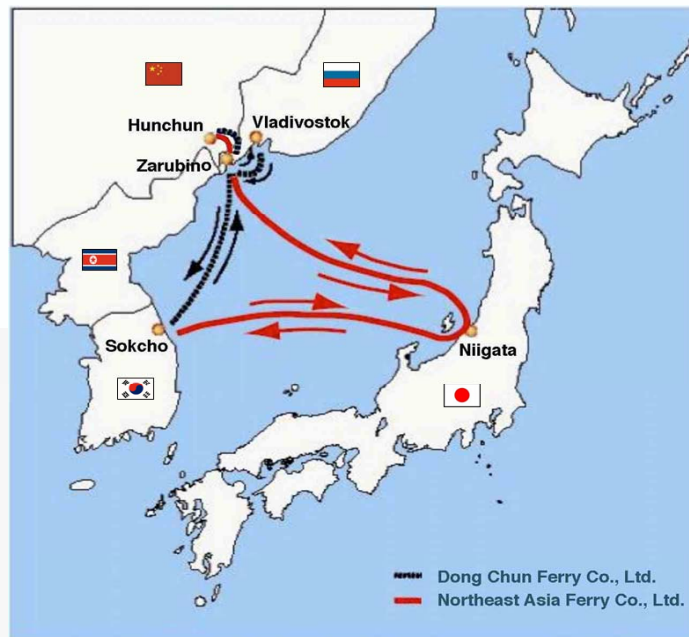 Hunchun
Vladivostok
Zarubino
Sokcho
Niigata
Dong Chun Ferry Co., Ltd.
Northeast Asia Ferry Co., Ltd.